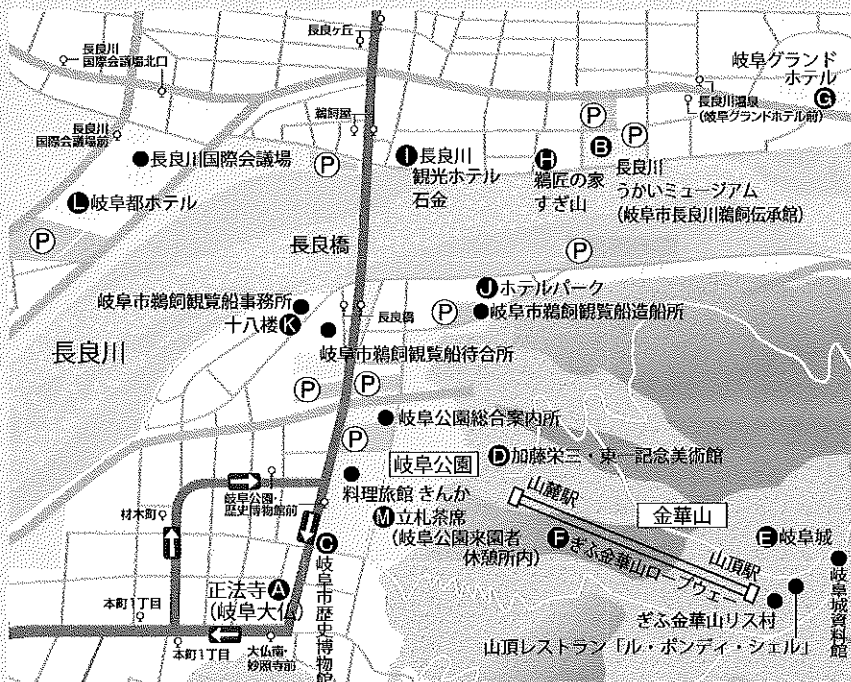 長良ヶ丘
長良川
国際会議場北口
岐阜グランド
ホテル
G
長良川温泉
(岐阜グランドホテル前)
長良川
国際会議場前
鵜飼屋
P
P
P
B
長良川国際会議場
I
長良川
観光ホテル
石金
H
鵜匠の家
すぎ山
長良川
うかいミュージアム
(岐阜市長良川鵜飼伝承館)
L
岐阜都ホテル
P
長良橋
P
J
ホテルパーク
岐阜市鵜飼観覧船事務所
長良橋
P
岐阜市鵜飼観覧船造船所
十八楼
K
長良川
岐阜市鵜飼観覧船待合所
P
P
岐阜公園総合案内所
P
岐阜公園
D
加藤栄三・東一記念美術館
岐阜公園・
歴史博物館前
料理旅館 きんか
山麓駅
金華山
材木町
M
立札茶席
(岐阜公園来園者
休憩所内)
F
ぎふ金華山ロープウェー
山頂駅
E
岐阜城
C
岐阜市歴史博物館
正法寺
(岐阜大仏)
A
岐阜城資料館
本町1丁目
ぎふ金華山リス村
本町1丁目
大仏南・
妙照寺前
山頂レストラン「ル・ポンディ・シェル」